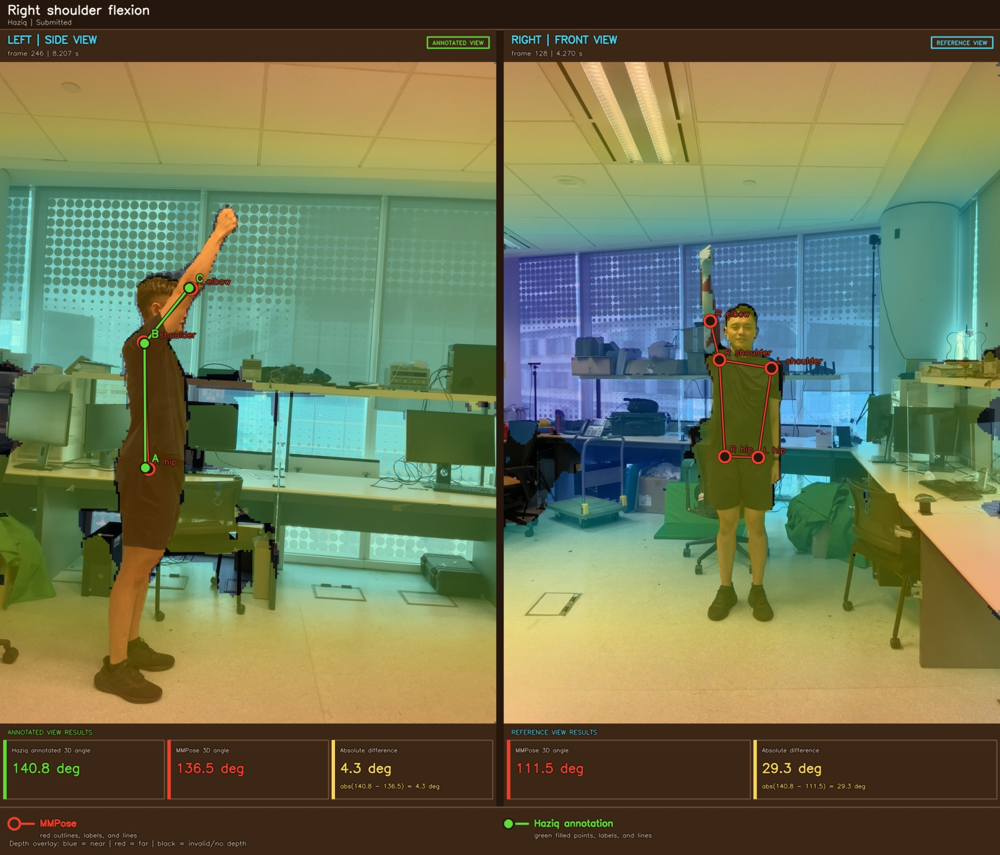 Right shoulder flexion
Haziq | Submitted
LEFT | SIDE VIEW
frame 246 | 8.207 s
ANNOTATED VIEW
RIGHT | FRONT VIEW
frame 128 | 4.270 s
REFERENCE VIEW
C elbow
B shoulder
A hip
R elbow
R shoulder
L shoulder
R hip
L hip
ANNOTATED VIEW RESULTS
Haziq annotated 3D angle
140.8 deg
MMPose 3D angle
136.5 deg
Absolute difference
4.3 deg
abs(140.8 - 136.5) = 4.3 deg
REFERENCE VIEW RESULTS
MMPose 3D angle
111.5 deg
Absolute difference
29.3 deg
abs(140.8 - 111.5) = 29.3 deg
MMPose
red outlines, labels, and lines
Haziq annotation
green filled points, labels, and lines
Depth overlay: blue = near | red = far | black = invalid/no depth